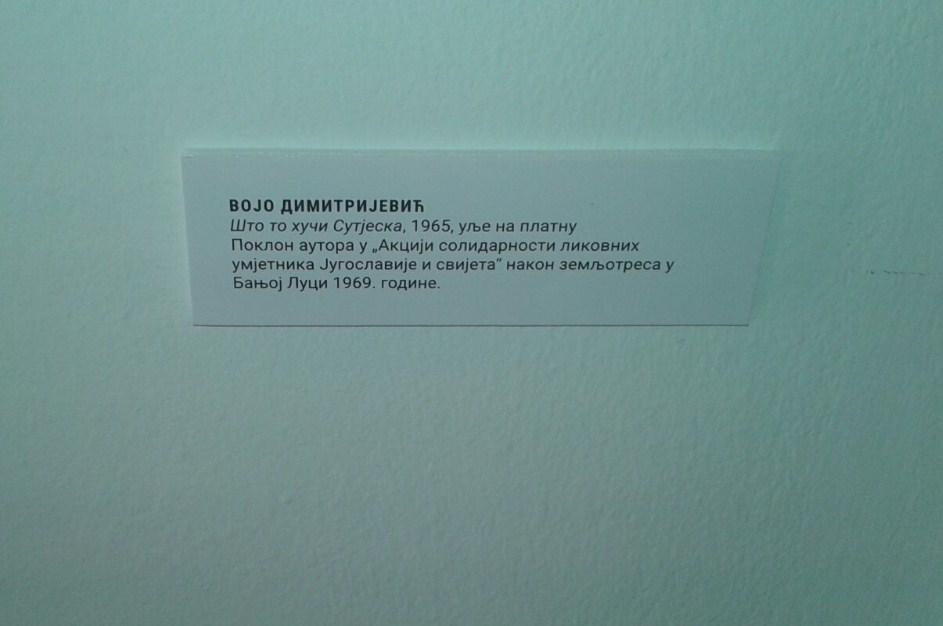 ВОЈО ДИМИТРИЈЕВИЋ
Што то хучи Сутјеска, 1965, уље на платну
Поклон аутора у „Акцији солидарности ликовних
умјетника Југославије и свијета“ након земљотреса у
Бањој Луци 1969. године.